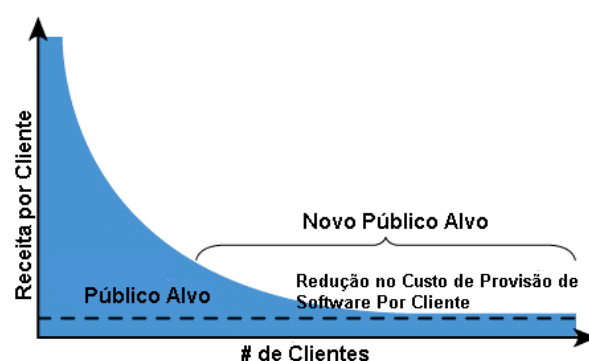 Receita por Cliente
Novo Público Alvo
Redução no Custo de Provisão de
Software Por Cliente
Público Alvo
# de Clientes